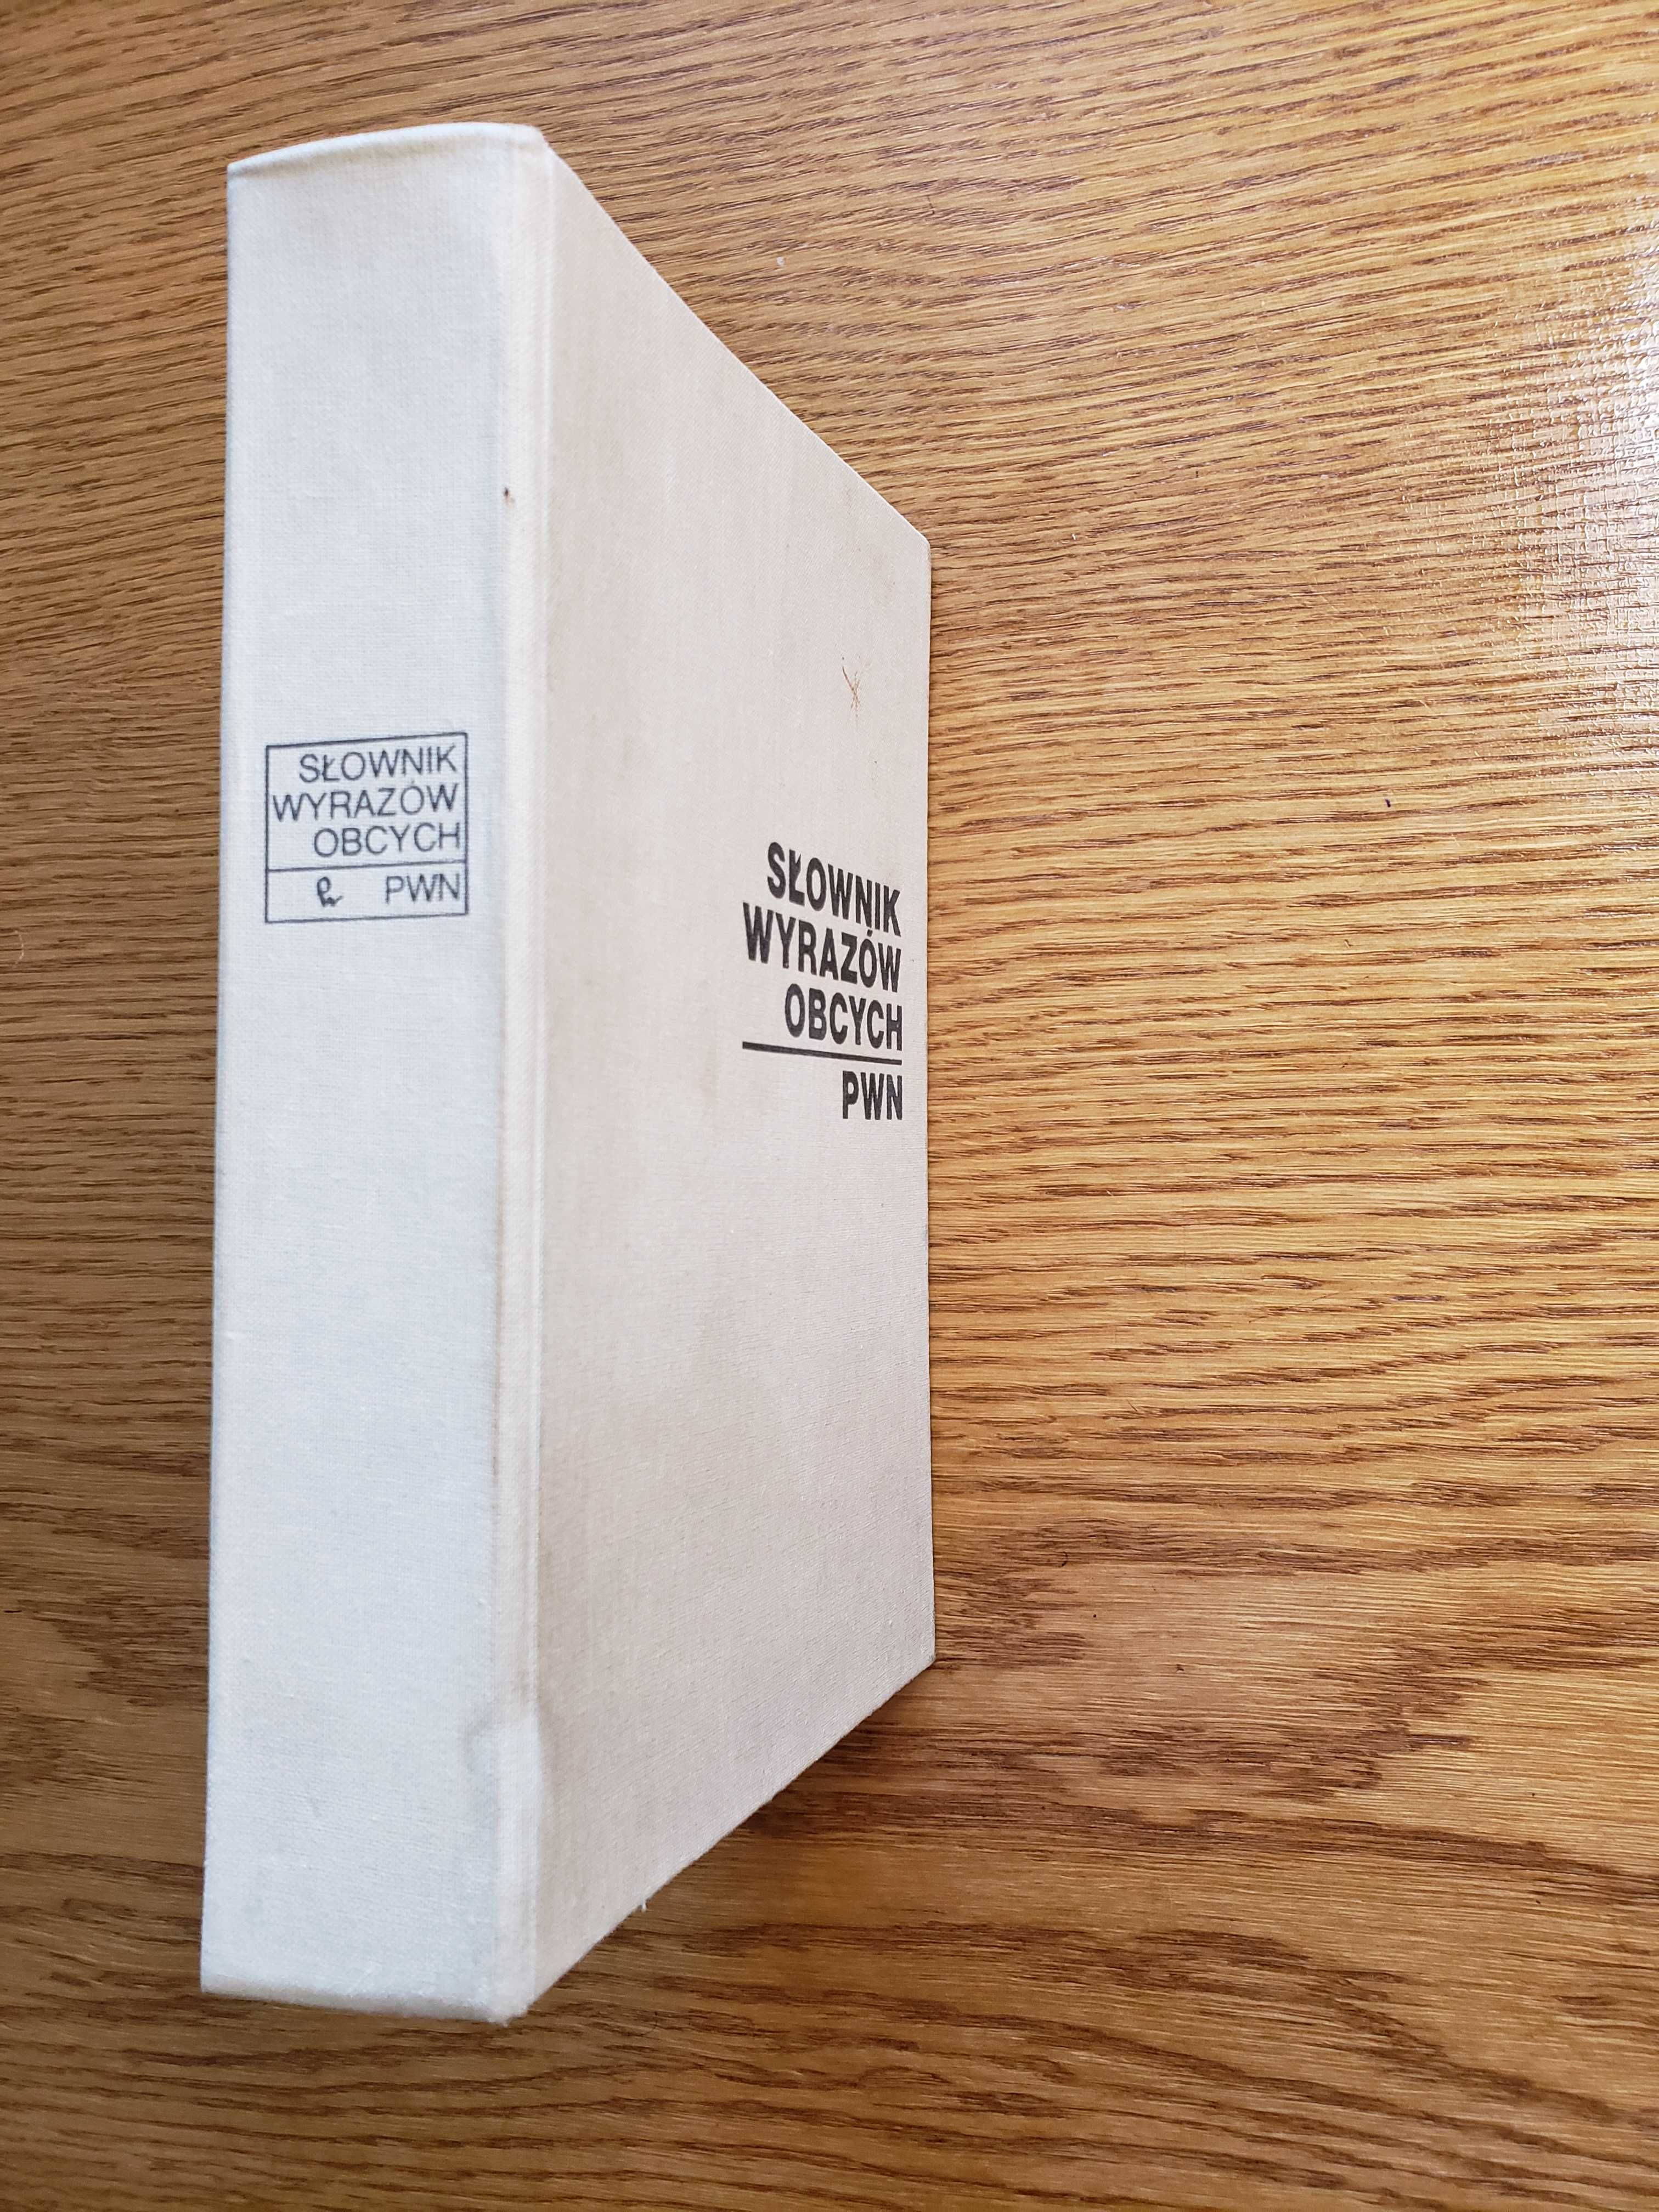 SŁOWNIK
WYRAZÓW
OBCYCH
PWN
SŁOWNIK
WYRAZÓW
OBCYCH
PWN